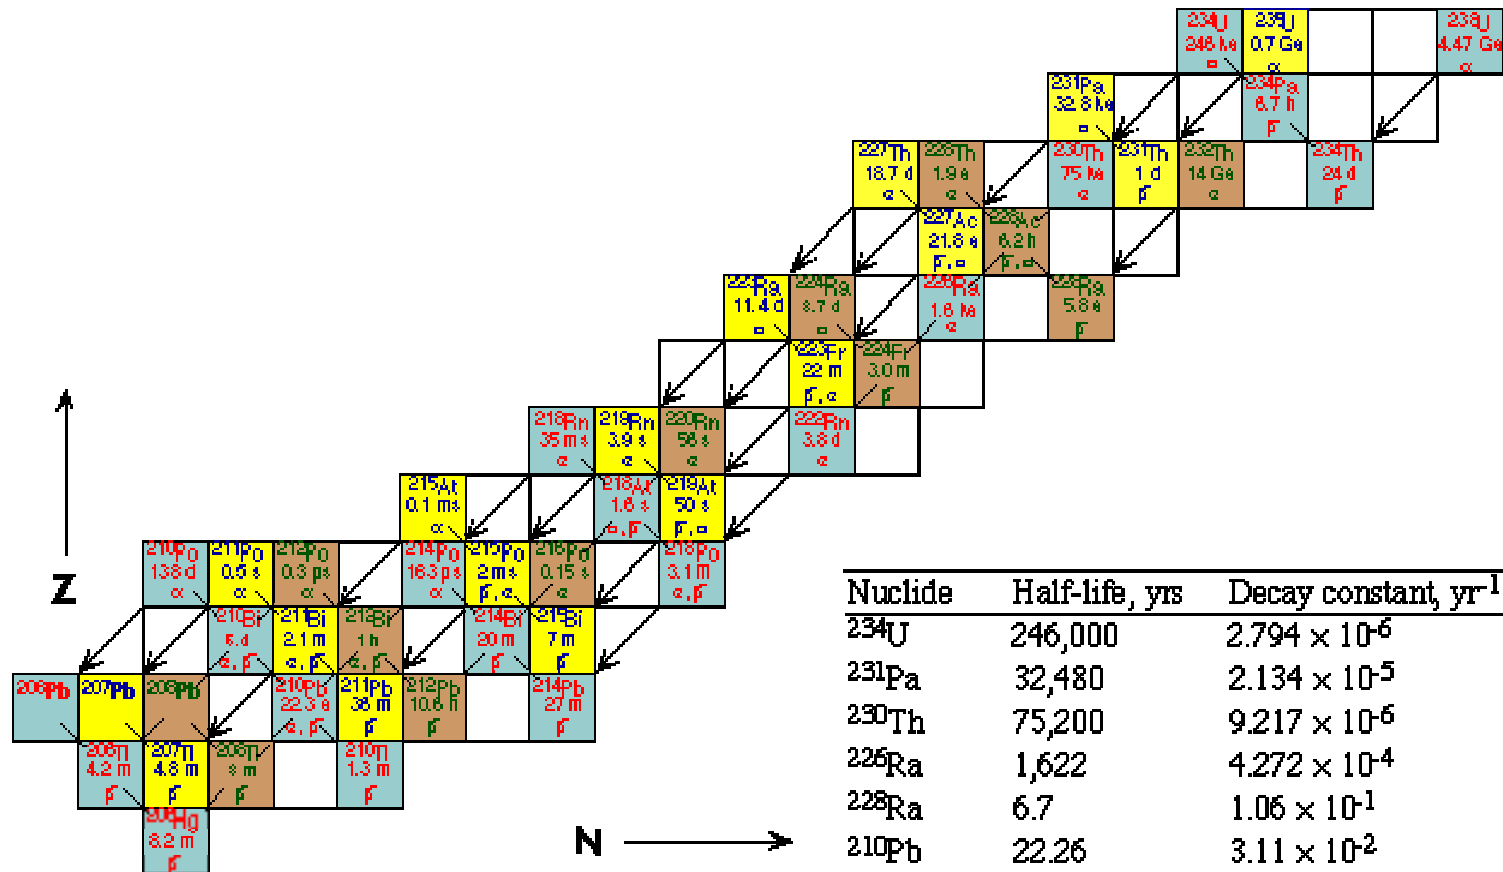 234U 235U 238U
246 ka 0.7 Ga 4.47 Ga
α α
231Pa 234Pa
32.8 ka 6.7 h
β
227Th 228Th 230Th 231Th 232Th 234Th
18.7 d 1.9 a 75 ka 1 d 14 Ga 24 d
α α α β α β
227Ac 228Ac
21.8 a 6.2 h
β, α β, α
223Ra 224Ra 226Ra 228Ra
11.4 d 1.6 ka 5.8 a
α β
223Fr 224Fr
22 m 3.0 m
β, α β
218Rn 219Rn 220Rn 222Rn
35 ms 3.9 s 56 s 3.8 d
α α α α
215At 218At 219At
0.1 ms 1.6 s 50 s
α α, β β, α
210Po 211Po 212Po 214Po 215Po 216Po 218Po
138 d 0.5 s 0.3 µs 163 µs 2 ms 0.15 s 3.1 m
α α α α β, α α α, β
Z
210Bi 211Bi 212Bi 214Bi 215Bi
5 d 2.1 m 1 h 20 m 7 m
α, β α, β α, β β β
206Pb 207Pb 208Pb 210Pb 211Pb 212Pb 214Pb
22.3 a 36 m 10.6 h 27 m
α, β β β β
206Tl 207Tl 208Tl 210Tl
4.2 m 4.8 m 3 m 1.3 m
β β β β
206Hg
8.2 m
β
N
Nuclide Half-life, yrs Decay constant, yr-1
234U 246,000 2.794 × 10-6
231Pa 32,480 2.134 × 10-5
230Th 75,200 9.217 × 10-6
226Ra 1,622 4.272 × 10-4
228Ra 6.7 1.06 × 10-1
210Pb 22.26 3.11 × 10-2